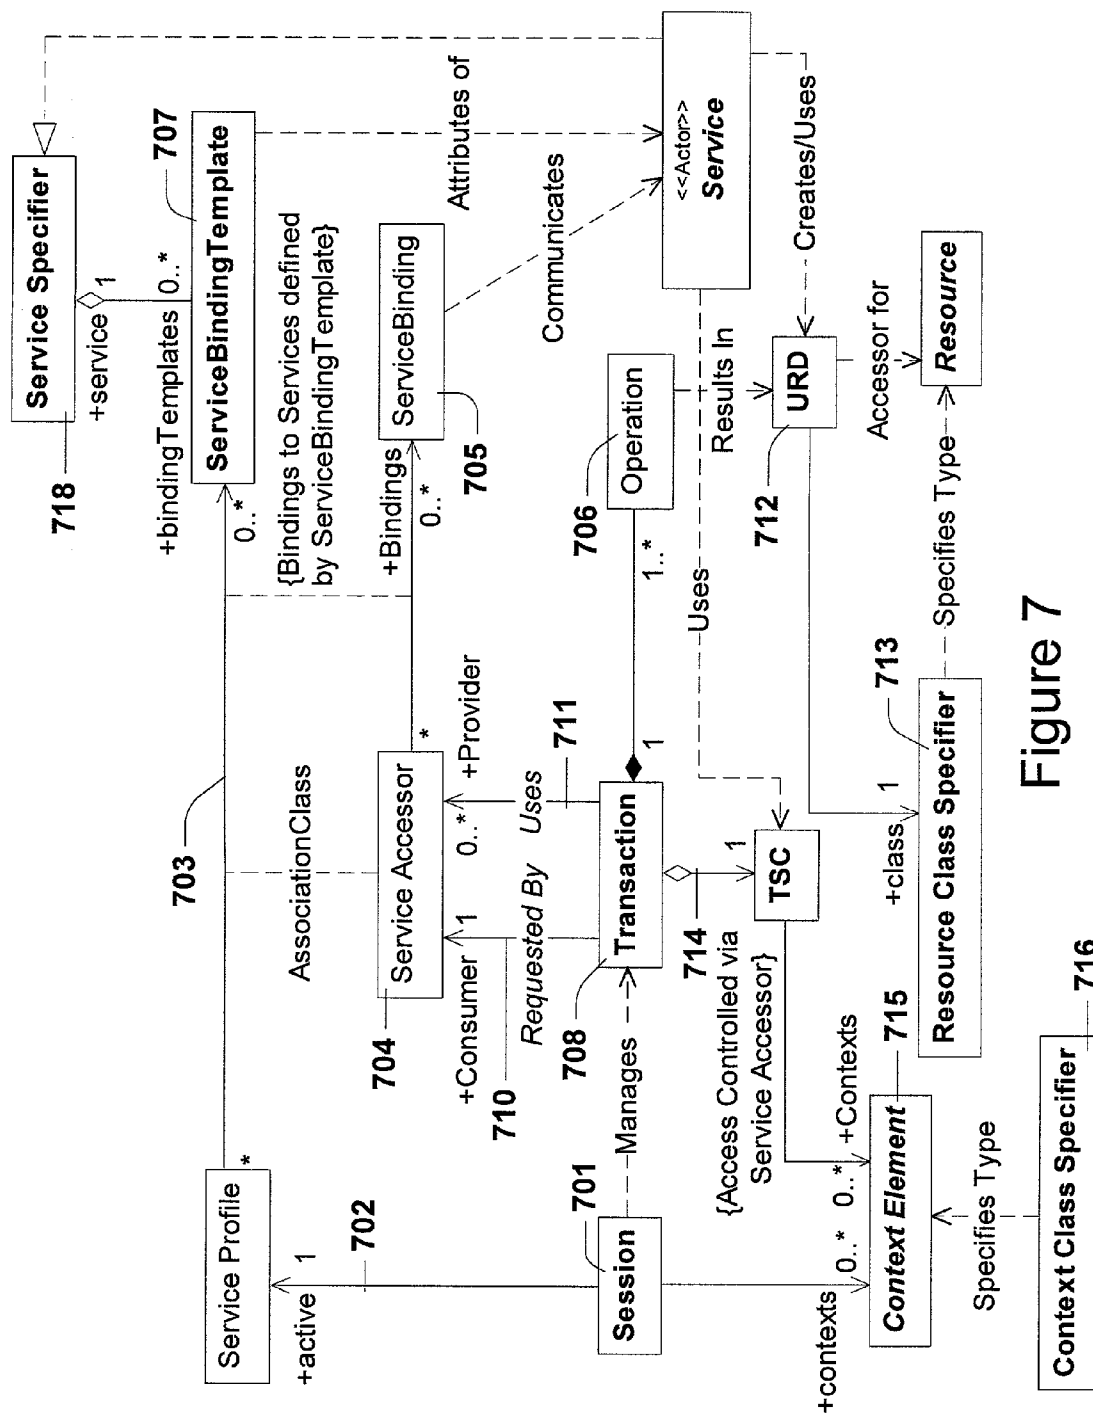 Service Specifier
718
+service
1
+bindingTemplates
0..*
ServiceBindingTemplate
707
703
0..*
Service Profile
*
+active
1
702
{Bindings to Services defined
by ServiceBindingTemplate}
AssociationClass
Attributes of
Service Accessor
704
*
+Bindings
0..*
ServiceBinding
705
Communicates
+Consumer
1
0..*
+Provider
Requested By
Uses
710
711
Session
701
Manages
Transaction
708
1
1..*
Operation
706
<<Actor>>
Service
714
1
{Access Controlled via
Service Accessor}
TSC
Uses
Results In
Creates/Uses
URD
712
Accessor for
+contexts
0..*
0..*
+Contexts
Context Element
715
+class
1
Resource Class Specifier
713
Specifies Type
Resource
Specifies Type
Context Class Specifier
716
Figure 7